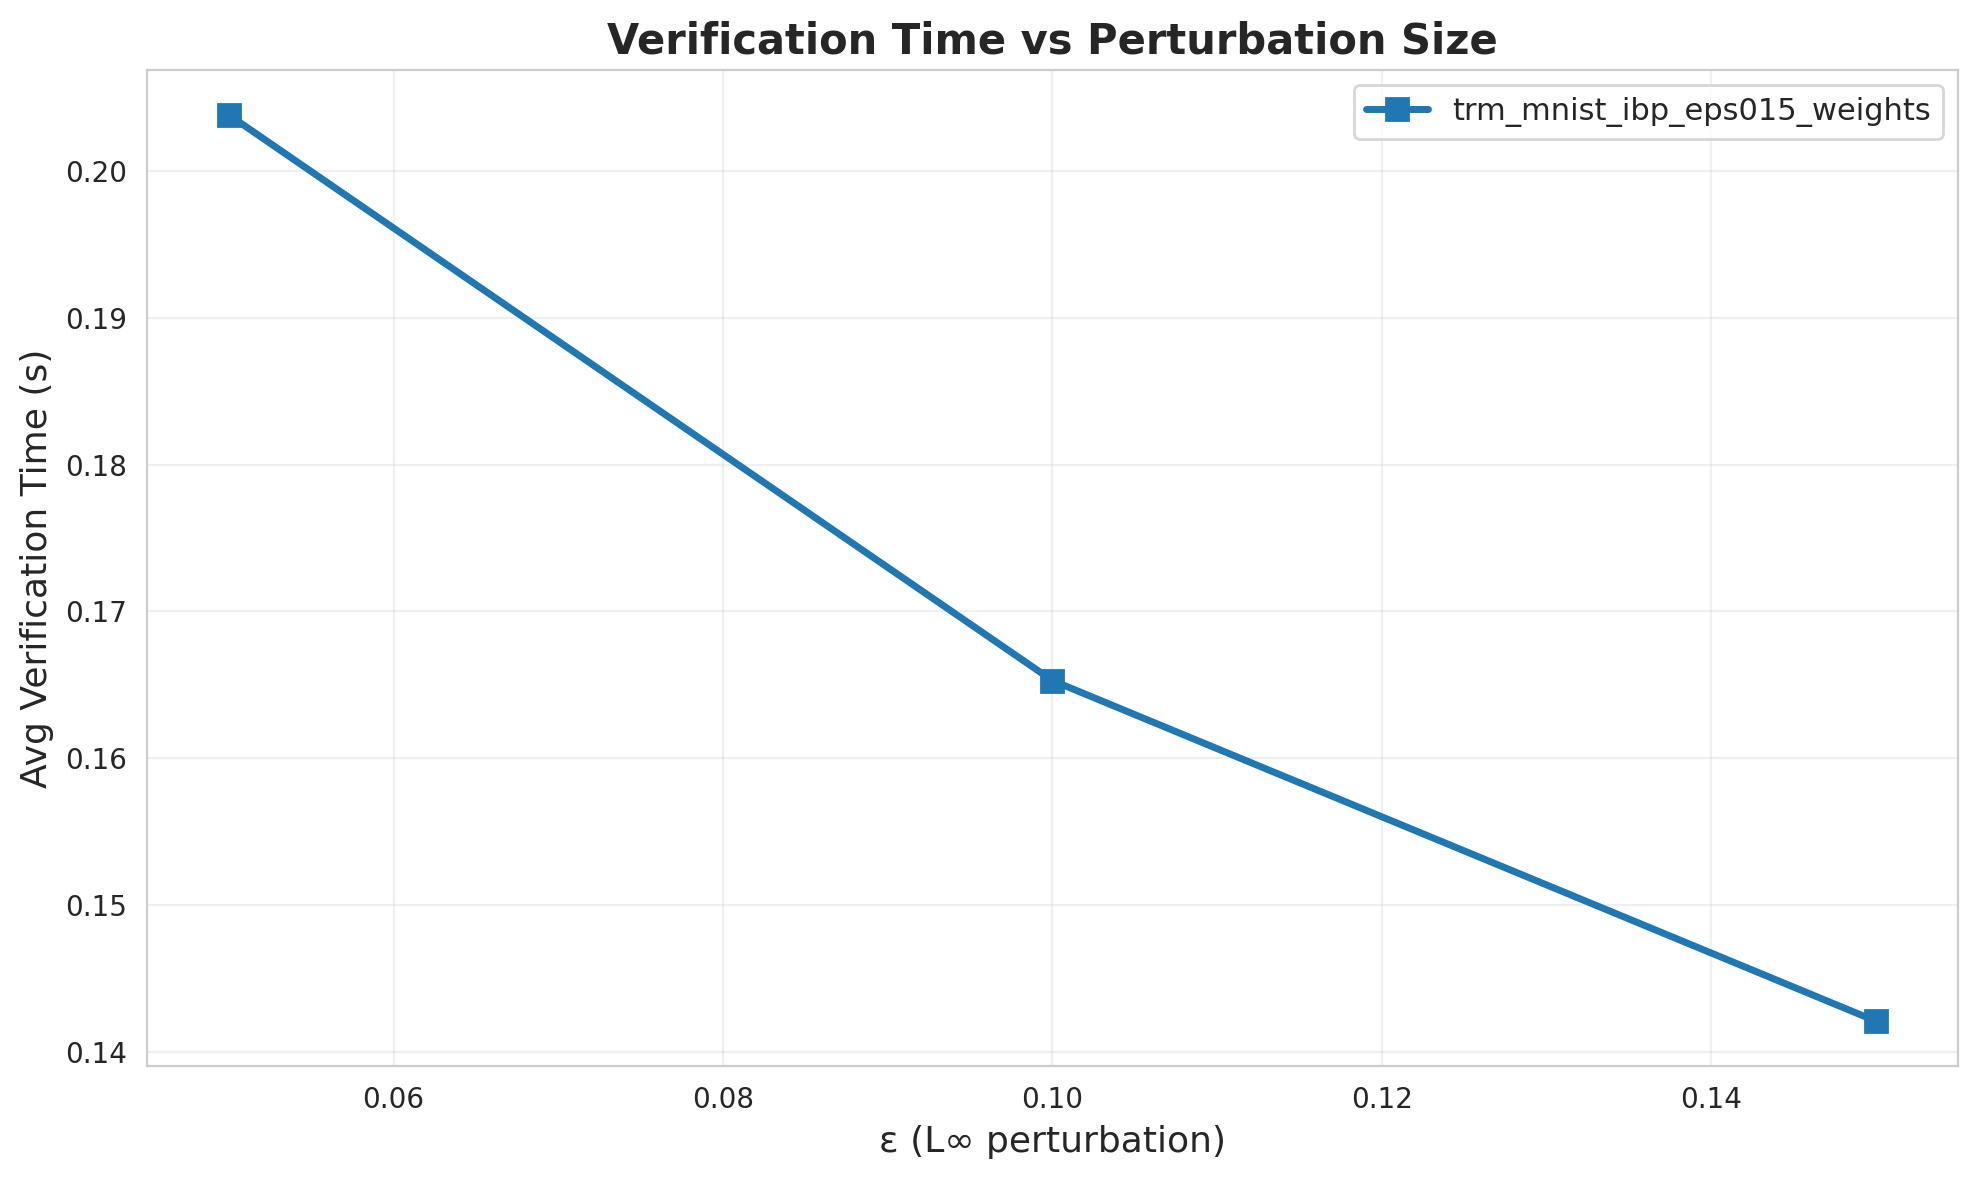 Verification Time vs Perturbation Size
trm_mnist_ibp_eps015_weights
Avg Verification Time (s)
0.20
0.19
0.18
0.17
0.16
0.15
0.14
0.06 0.08 0.10 0.12 0.14
ε (L∞ perturbation)